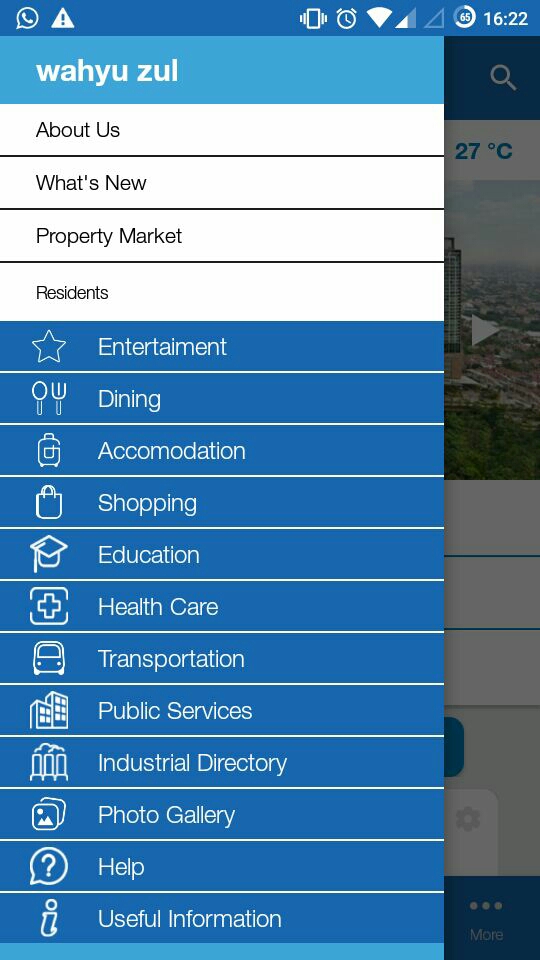 65 16:22
wahyu zul
About Us
27 °C
What's New
Property Market
Residents
Entertaiment
Dining
Accomodation
Shopping
Education
Health Care
Transportation
Public Services
Industrial Directory
Photo Gallery
Help
Useful Information
More